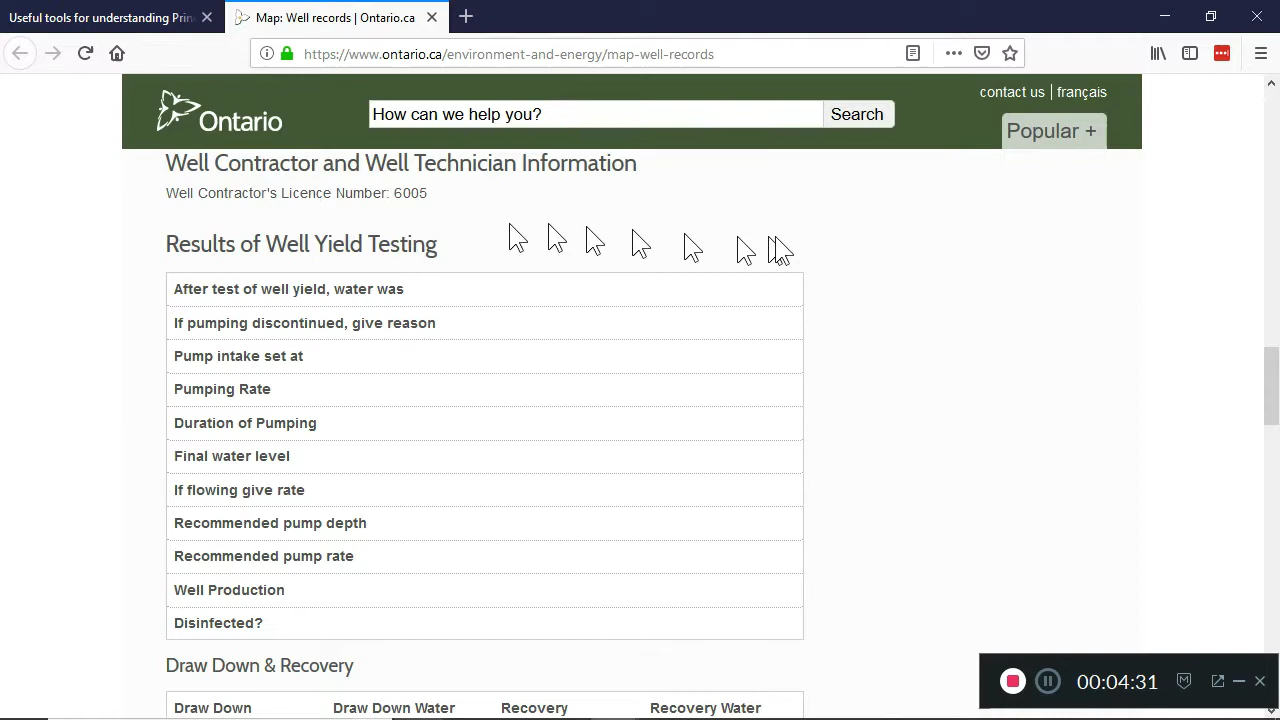 Useful tools for understanding Prin
Map: Well records | Ontario.ca
https://www.ontario.ca/environment-and-energy/map-well-records
contact us | français
Ontario
How can we help you?
Search
Popular +
Well Contractor and Well Technician Information
Well Contractor's Licence Number: 6005
Results of Well Yield Testing
After test of well yield, water was
If pumping discontinued, give reason
Pump intake set at
Pumping Rate
Duration of Pumping
Final water level
If flowing give rate
Recommended pump depth
Recommended pump rate
Well Production
Disinfected?
Draw Down & Recovery
Draw Down Draw Down Water Recovery Recovery Water
00:04:31